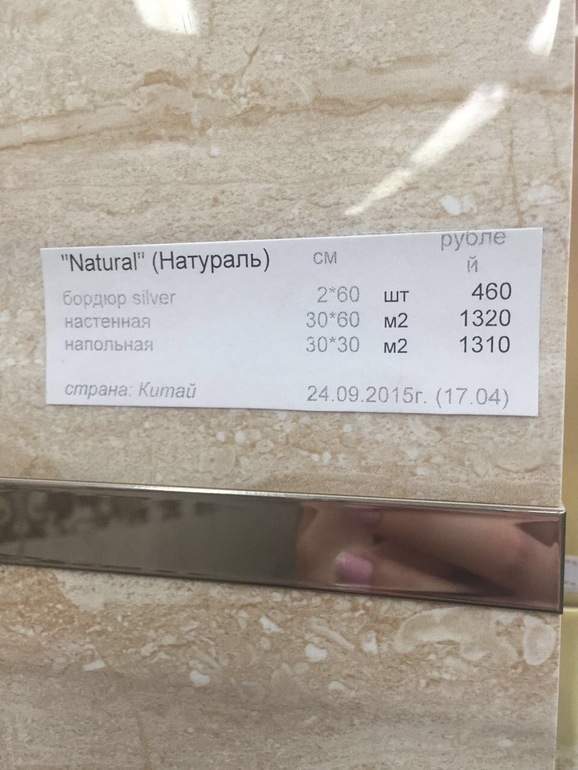 "Natural" (Натураль) см рубле
й
бордюр silver 2*60 шт 460
настенная 30*60 м2 1320
напольная 30*30 м2 1310
страна: Китай 24.09.2015г. (17.04)